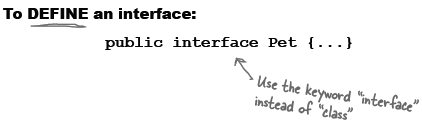 To DEFINE an interface:
public interface Pet {...}
Use the keyword "interface"
instead of "class"